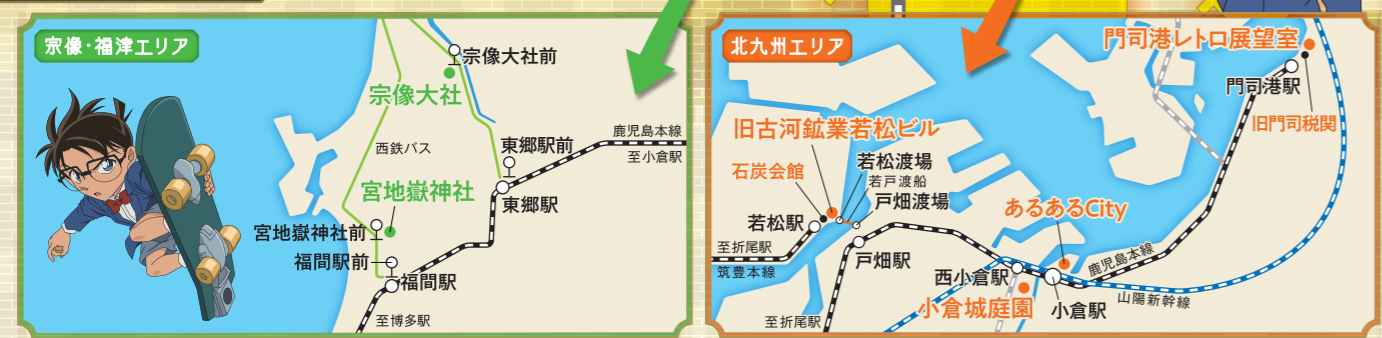 宗像・福津エリア
宗像大社前
宗像大社
鹿児島本線
西鉄バス
東郷駅前
至小倉駅
宮地嶽神社
東郷駅
宮地嶽神社前
福間駅前
福間駅
至博多駅
北九州エリア
門司港レトロ展望室
門司港駅
旧門司税関
旧古河鉱業若松ビル
石炭会館
若松渡場
若戸渡船
戸畑渡場
あるあるCity
若松駅
至折尾駅
筑豊本線
戸畑駅
鹿児島本線
西小倉駅
山陽新幹線
小倉城庭園
小倉駅
至折尾駅